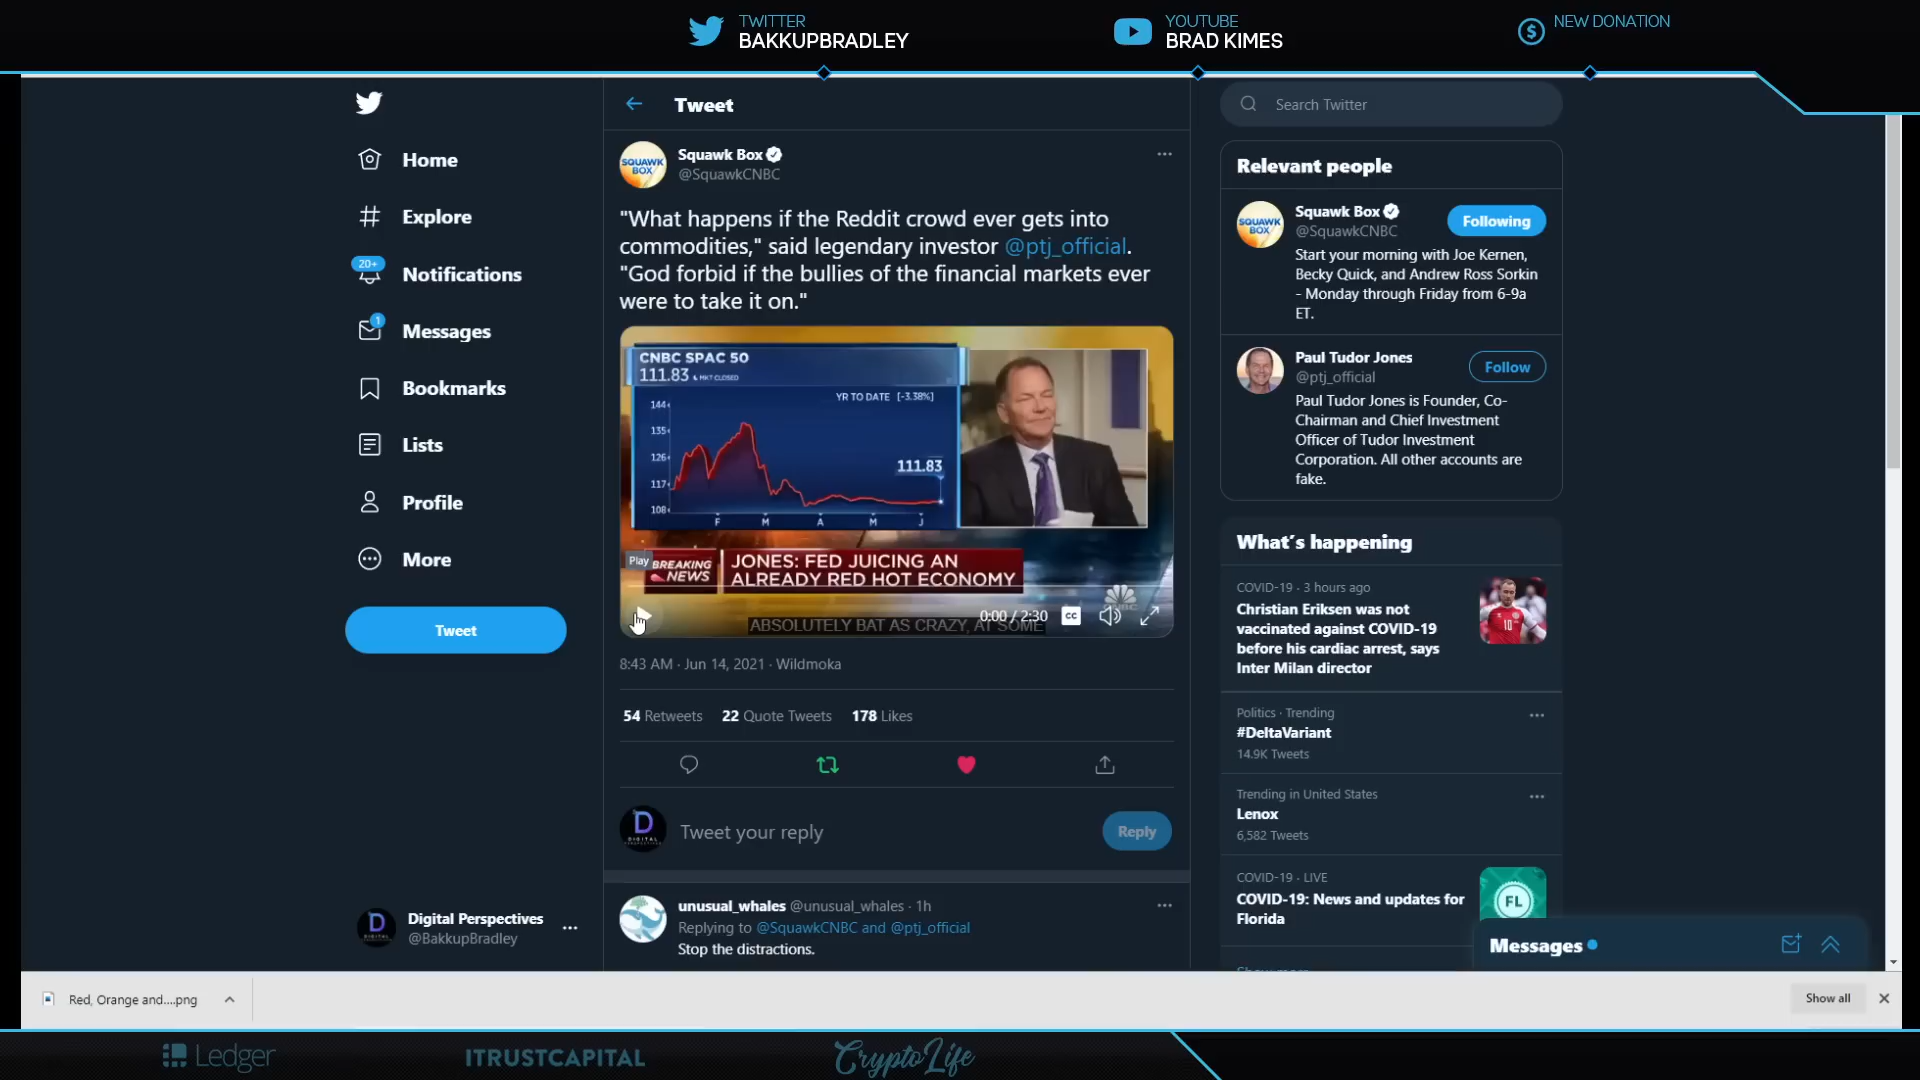 TWITTER
BAKKUPBRADLEY
YOUTUBE
BRAD KIMES
NEW DONATION
Home
Explore
20+
Notifications
1
Messages
Bookmarks
Lists
Profile
More
Tweet
Digital Perspectives
@BakkupBradley
Tweet
SQUAWK
BOX
Squawk Box
@SquawkCNBC
"What happens if the Reddit crowd ever gets into
commodities," said legendary investor @ptj_official.
"God forbid if the bullies of the financial markets ever
were to take it on."
CNBC SPAC 50
111.83 MKT CLOSED
YR TO DATE [-3.38%]
144
135
126
117
108
111.83
F M A M J
Play
BREAKING
NEWS
JONES: FED JUICING AN
ALREADY RED HOT ECONOMY
0:00 / 2:30
CC
ABSOLUTELY BAT AS CRAZY, AT SOME
8:43 AM · Jun 14, 2021 · Wildmoka
54 Retweets 22 Quote Tweets 178 Likes
D
DIGITAL
Tweet your reply
Reply
unusual_whales @unusual_whales · 1h
Replying to @SquawkCNBC and @ptj_official
Stop the distractions.
Search Twitter
Relevant people
SQUAWK
BOX
Squawk Box
@SquawkCNBC
Following
Start your morning with Joe Kernen,
Becky Quick, and Andrew Ross Sorkin
- Monday through Friday from 6-9a
ET.
Paul Tudor Jones
@ptj_official
Follow
Paul Tudor Jones is Founder, Co-
Chairman and Chief Investment
Officer of Tudor Investment
Corporation. All other accounts are
fake.
What's happening
COVID-19 · 3 hours ago
Christian Eriksen was not
vaccinated against COVID-19
before his cardiac arrest, says
Inter Milan director
10
Politics · Trending
#DeltaVariant
14.9K Tweets
Trending in United States
Lenox
6,582 Tweets
COVID-19 · LIVE
COVID-19: News and updates for
Florida
FL
Messages
Red, Orange and....png
Show all
Ledger
ITRUSTCAPITAL
CryptoLife